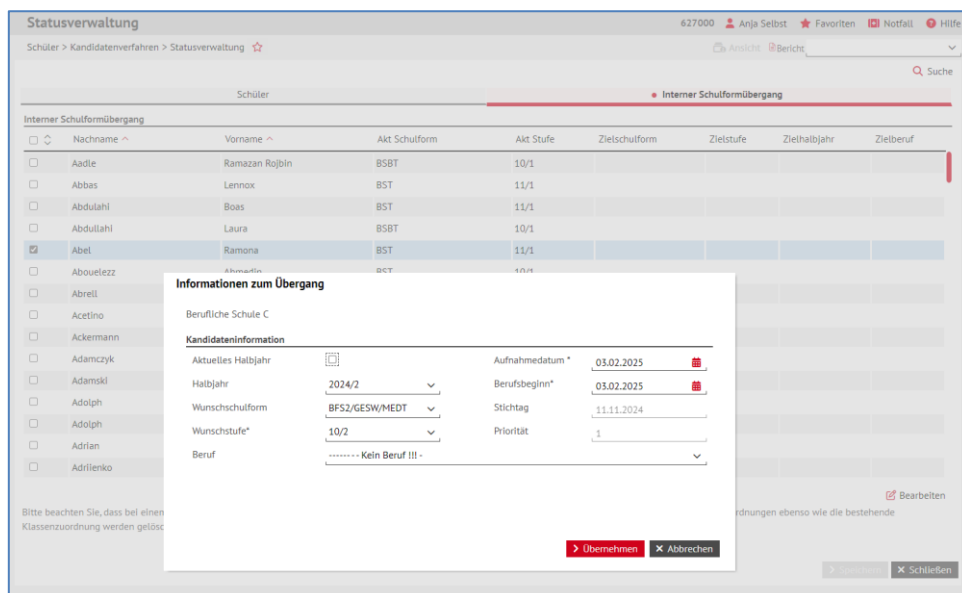 Statusverwaltung
627000 Anja Selbst Favoriten Notfall Hilfe
Schüler > Kandidatenverfahren > Statusverwaltung
Ansicht Bericht
Suche
Schüler
Interner Schulformübergang
Interner Schulformübergang
Nachname Vorname Akt Schulform Akt Stufe Zielschulform Zielstufe Zielhalbjahr Zielberuf
Aadle Ramazan Rojbin BSBT 10/1
Abbas Lennox BST 11/1
Abdulahi Boas BST 11/1
Abdullahi Laura BSBT 10/1
Abel Ramona BST 11/1
Abouelezz Ahmedin BST 10/1
Abrell
Acetino
Ackermann
Adamczyk
Adamski
Adolph
Adolph
Adrian
Adriienko
Informationen zum Übergang
Berufliche Schule C
Kandidateninformation
Aktuelles Halbjahr
Aufnahmedatum * 03.02.2025
Halbjahr 2024/2
Berufsbeginn* 03.02.2025
Wunschschulform BFS2/GESW/MEDT
Stichtag 11.11.2024
Wunschstufe* 10/2
Priorität 1
Beruf -------- Kein Beruf !!! -
> Übernehmen X Abbrechen
Bearbeiten
Bitte beachten Sie, dass bei einen
rdnungen ebenso wie die bestehende
Klassenzuordnung werden gelösc
> Speichern X Schließen